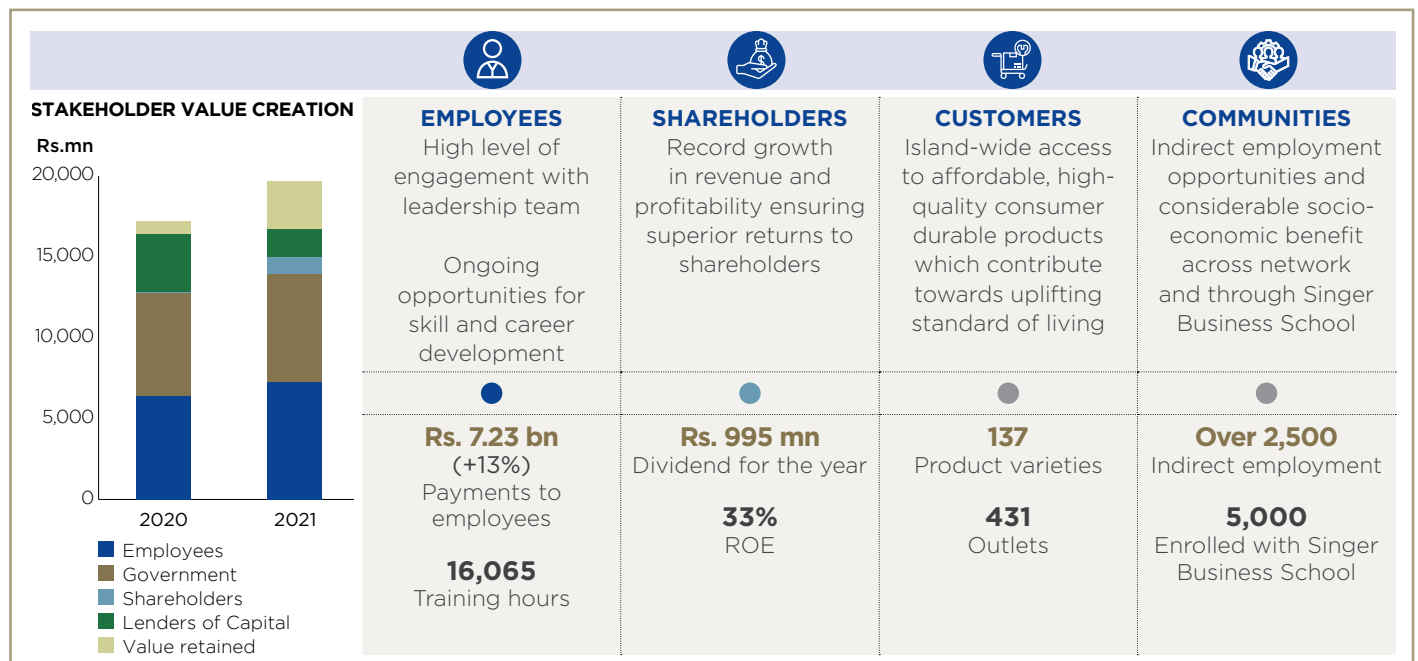 STAKEHOLDER VALUE CREATION
Rs.mn
20,000
15,000
10,000
5,000
0
2020
2021
Employees
Government
Shareholders
Lenders of Capital
Value retained
EMPLOYEES
High level of
engagement with
leadership team
Ongoing
opportunities for
skill and career
development
Rs. 7.23 bn
(+13%)
Payments to
employees
16,065
Training hours
SHAREHOLDERS
Record growth
in revenue and
profitability ensuring
superior returns to
shareholders
Rs. 995 mn
Dividend for the year
33%
ROE
CUSTOMERS
Island-wide access
to affordable, high-
quality consumer
durable products
which contribute
towards uplifting
standard of living
137
Product varieties
431
Outlets
COMMUNITIES
Indirect employment
opportunities and
considerable socio-
economic benefit
across network
and through Singer
Business School
Over 2,500
Indirect employment
5,000
Enrolled with Singer
Business School